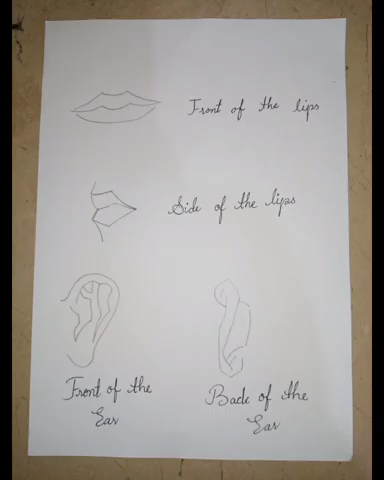 Front of the lips
Side of the lips
Front of the
Ear
Back of the
Ear